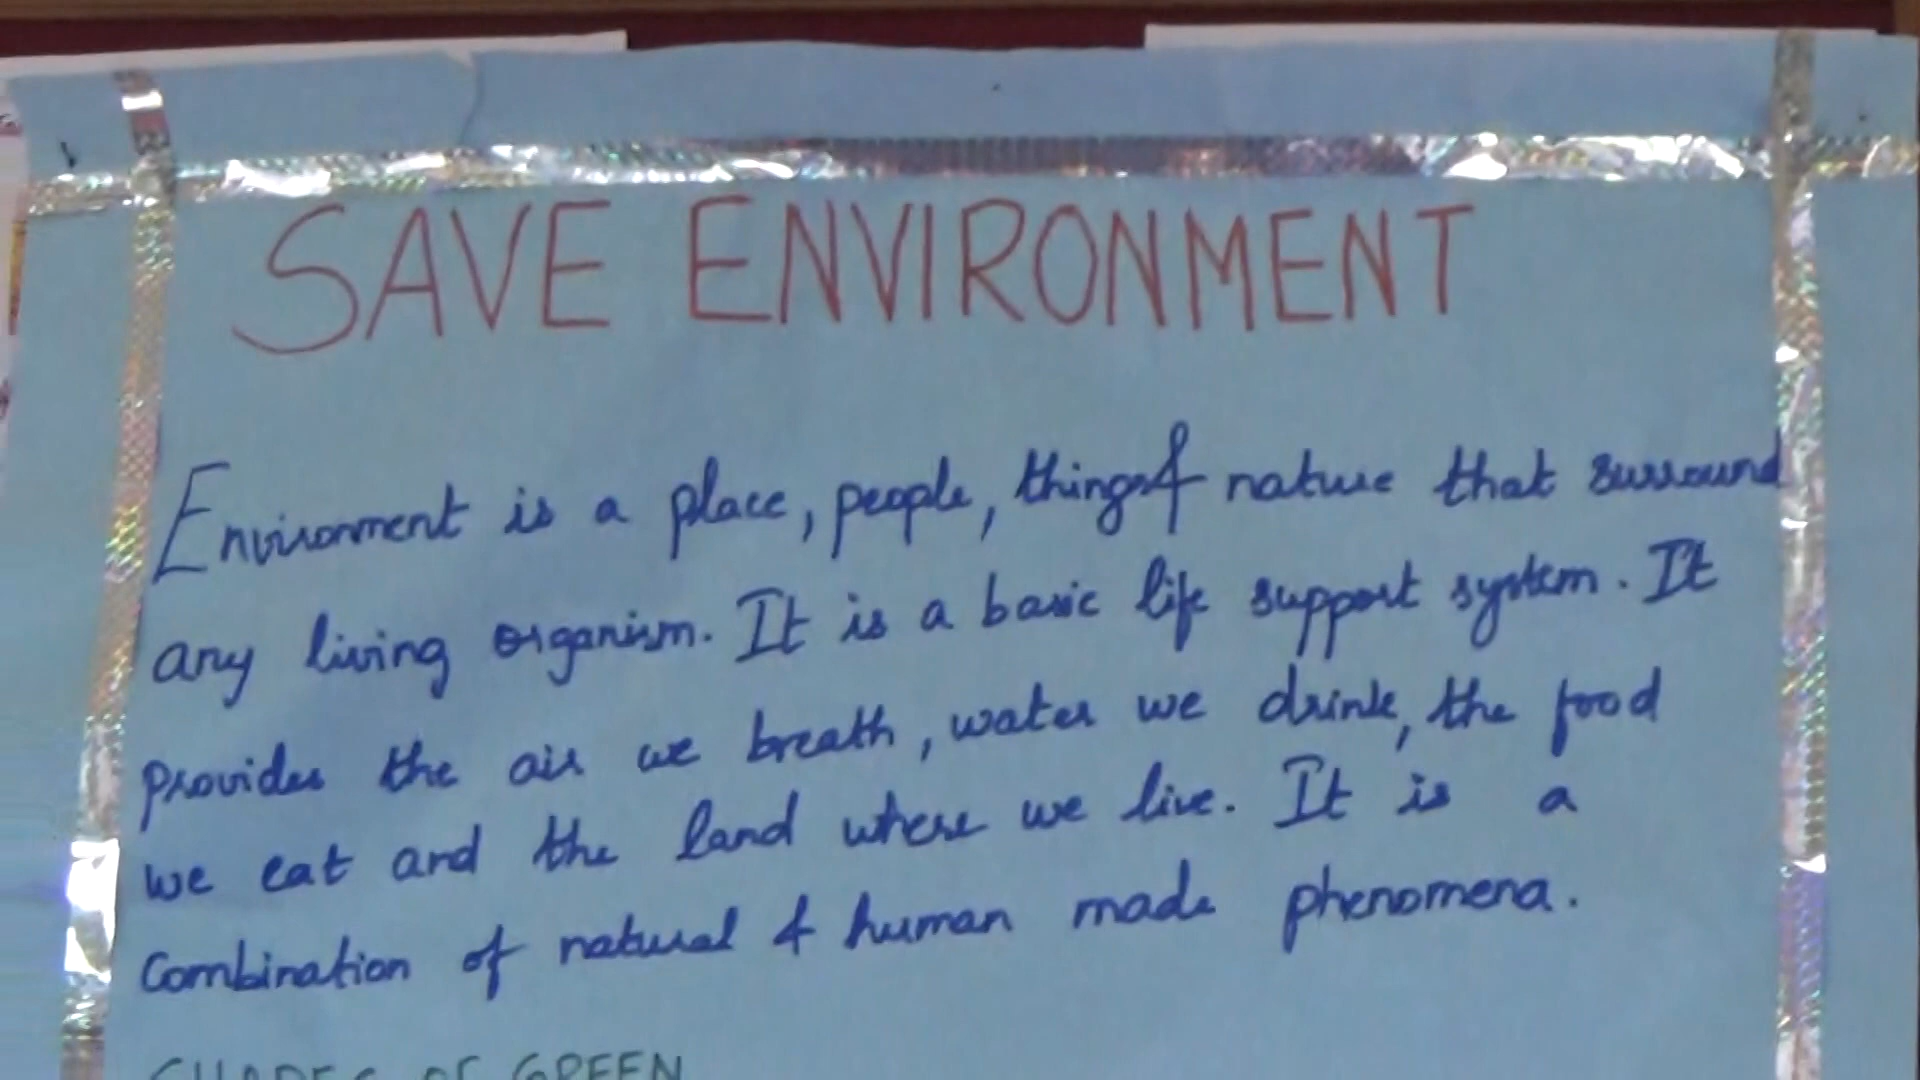 SAVE ENVIRONMENT
Environment is a place, people, things & nature that surround
any living organism. It is a basic life support system. It
provides the air we breath, water we drink, the food
we eat and the land where we live. It is a
Combination of natural & human made phenomena.
SHADES OF GREEN